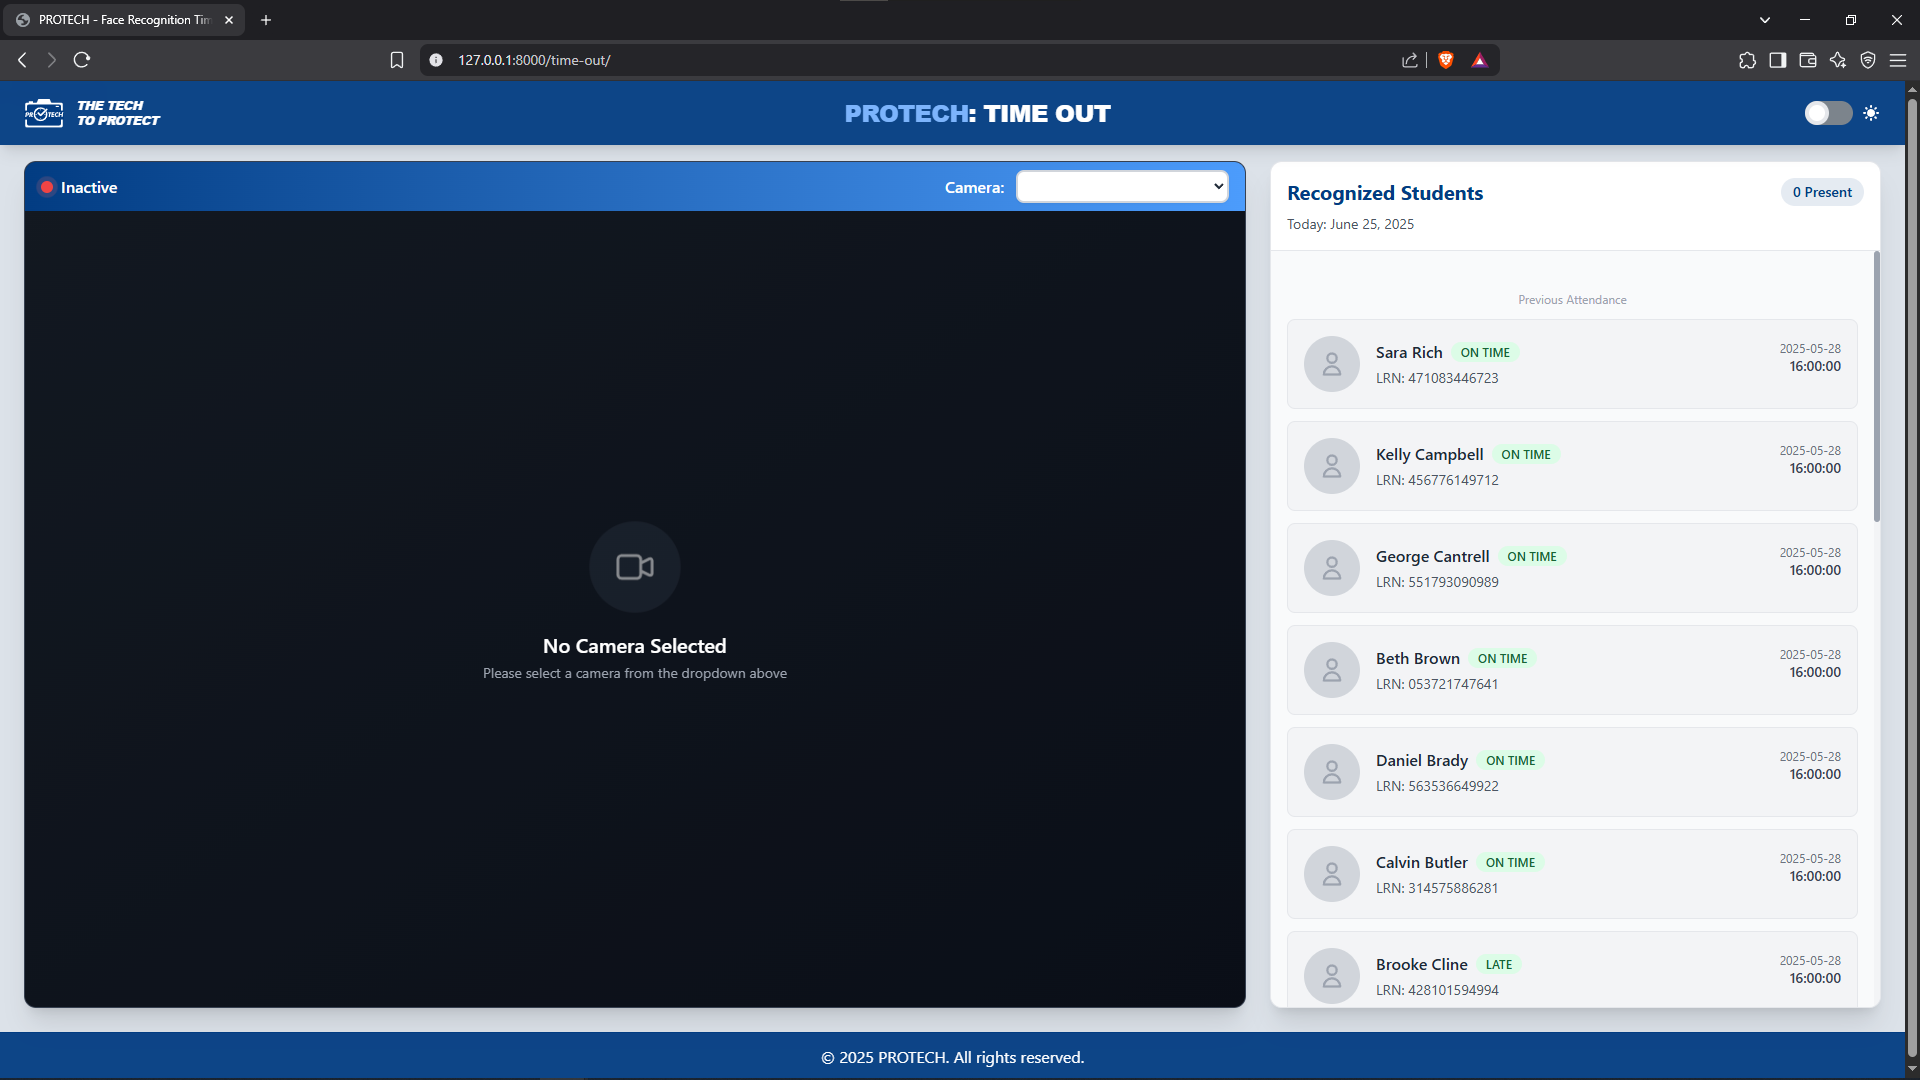 PROTECH - Face Recognition Tim
127.0.0.1:8000/time-out/
PR TECH
THE TECH
TO PROTECT
PROTECH: TIME OUT
Inactive
Camera:
No Camera Selected
Please select a camera from the dropdown above
Recognized Students
0 Present
Today: June 25, 2025
Previous Attendance
Sara Rich ON TIME
LRN: 471083446723
2025-05-28
16:00:00
Kelly Campbell ON TIME
LRN: 456776149712
2025-05-28
16:00:00
George Cantrell ON TIME
LRN: 551793090989
2025-05-28
16:00:00
Beth Brown ON TIME
LRN: 053721747641
2025-05-28
16:00:00
Daniel Brady ON TIME
LRN: 563536649922
2025-05-28
16:00:00
Calvin Butler ON TIME
LRN: 314575886281
2025-05-28
16:00:00
Brooke Cline LATE
LRN: 428101594994
2025-05-28
16:00:00
© 2025 PROTECH. All rights reserved.